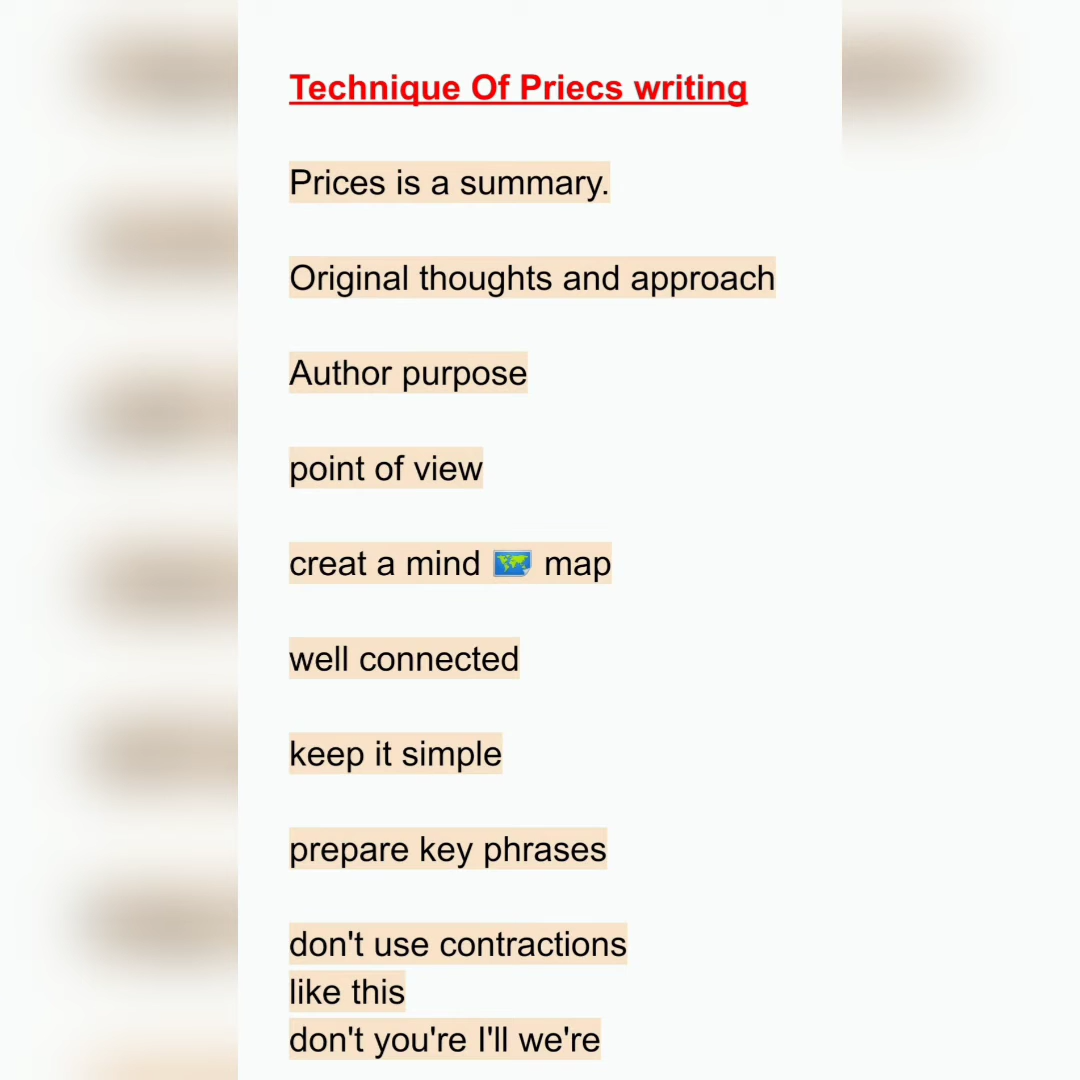 Technique Of Priecs writing
Prices is a summary.
Original thoughts and approach
Author purpose
point of view
creat a mind 🗺️ map
well connected
keep it simple
prepare key phrases
don't use contractions
like this
don't you're I'll we're